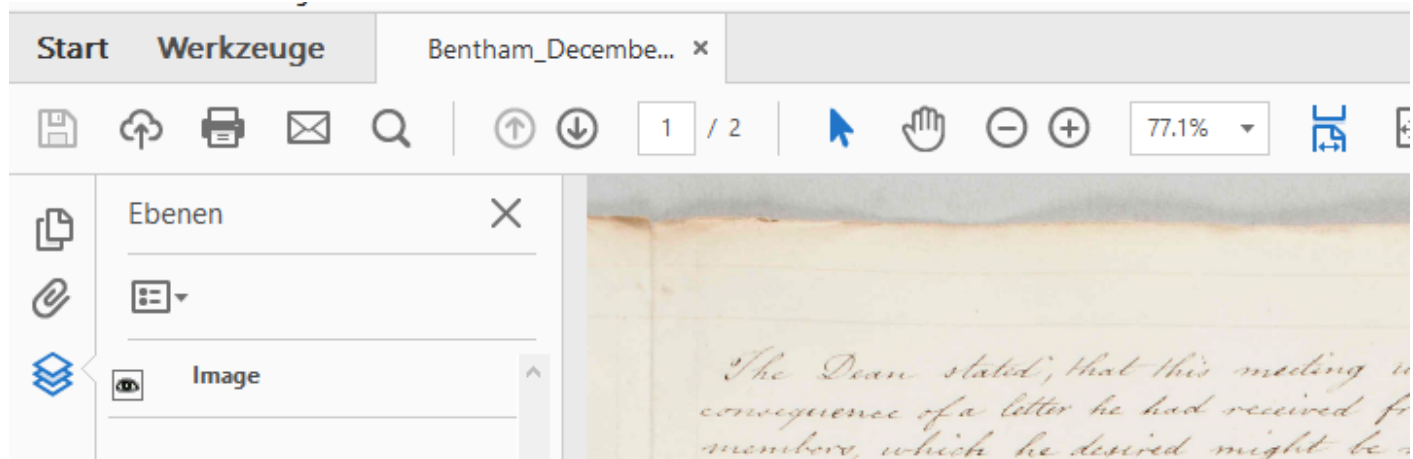 Start Werkzeuge Bentham_Decembe... ×
1 / 2 77.1%
Ebenen
Image
The Dean stated, that this meeting
consequence of a letter he had received
members, which he desired might be